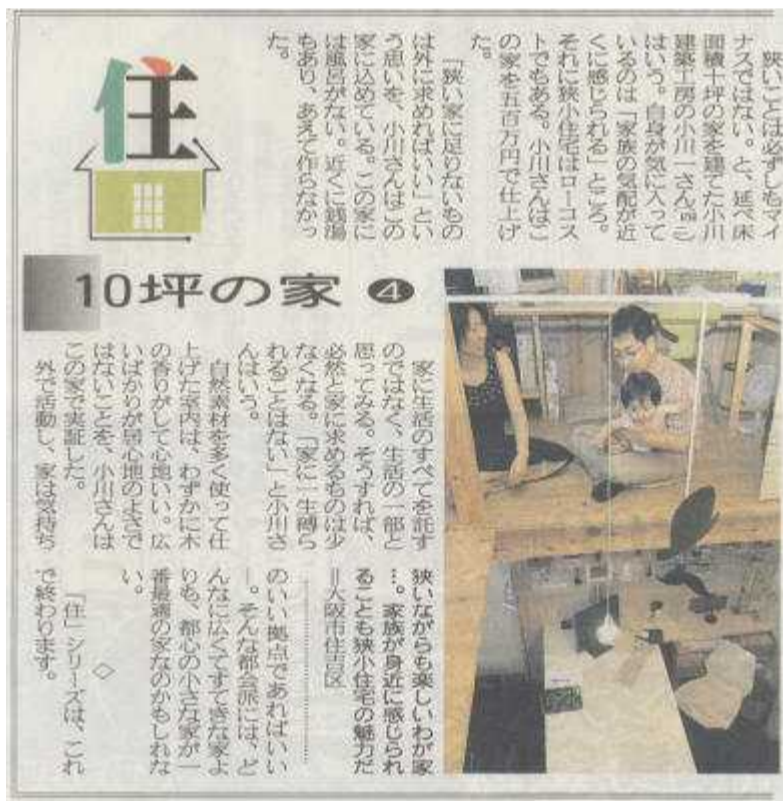 狭いことは必ずしもマイ
ナスではない。と、延べ床
面積十坪の家を建てた小川
建築工房の小川一さん
はいう。自身が気に入って
いるのは「家族の気配が近
くに感じられる」ところ。
それに狭小住宅はローコス
トでもある。小川さんはこ
の家を五百万円で仕上げ
た。
「狭い家に足りないもの
は外に求めればいい」とい
う思いを、小川さんはこの
家に込めている。この家に
は風呂がない。近くに銭湯
もあり、あえて作らなかっ
た。
住
10坪の家 ❹
家に生活のすべてを託す
のではなく、生活の一部と
思ってみる。そうすれば、
必然と家に求めるものは少
なくなる。「家に一生縛ら
れることはない」と小川さ
んはいう。
自然素材を多く使って仕
上げた室内は、わずかに木
の香りがして心地いい。広
いばかりが居心地のよさで
はないことを、小川さんは
この家で実証した。
外で活動し、家は気持ち
のいい拠点であればいい
―。そんな都会派には、ど
んなに広くてすてきな家よ
りも、都心の小さな家が一
番最適の家なのかもしれな
い。
◇
「住」シリーズは、これ
で終わります。
狭いながらも楽しいわが家
…。家族が身近に感じられ
ることも狭小住宅の魅力だ
＝大阪市住吉区